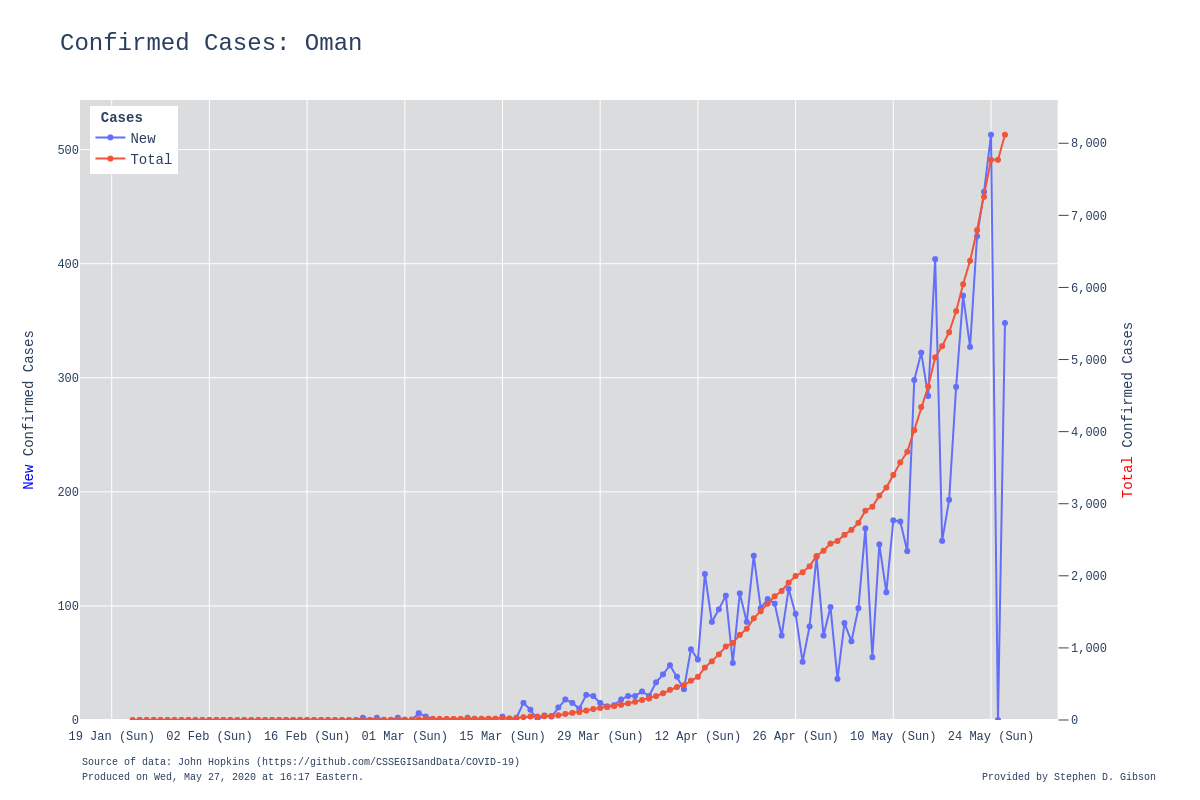 Confirmed Cases: Oman
Cases
New
Total
500
400
300
200
100
0
8,000
7,000
6,000
5,000
4,000
3,000
2,000
1,000
0
New Confirmed Cases
Total Confirmed Cases
19 Jan (Sun) 02 Feb (Sun) 16 Feb (Sun) 01 Mar (Sun) 15 Mar (Sun) 29 Mar (Sun) 12 Apr (Sun) 26 Apr (Sun) 10 May (Sun) 24 May (Sun)
Source of data: John Hopkins (https://github.com/CSSEGISandData/COVID-19)
Produced on Wed, May 27, 2020 at 16:17 Eastern.
Provided by Stephen D. Gibson